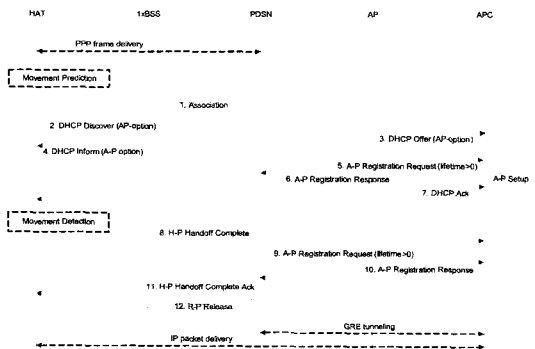 HAT 1xBSS PDSN AP APC
PPP frame delivery
Movement Prediction
1. Association
2. DHCP Discover (AP-option)
3. DHCP Offer (AP-option)
4. DHCP Inform (A-P option)
5. A-P Registration Request (lifetime>0)
6. A-P Registration Response
A-P Setup
7. DHCP Ack
Movement Detection
8. H-P Handoff Complete
9. A-P Registration Request (lifetime>0)
10. A-P Registration Response
11. H-P Handoff Complete Ack
12. R-P Release
GRE tunneling
IP packet delivery